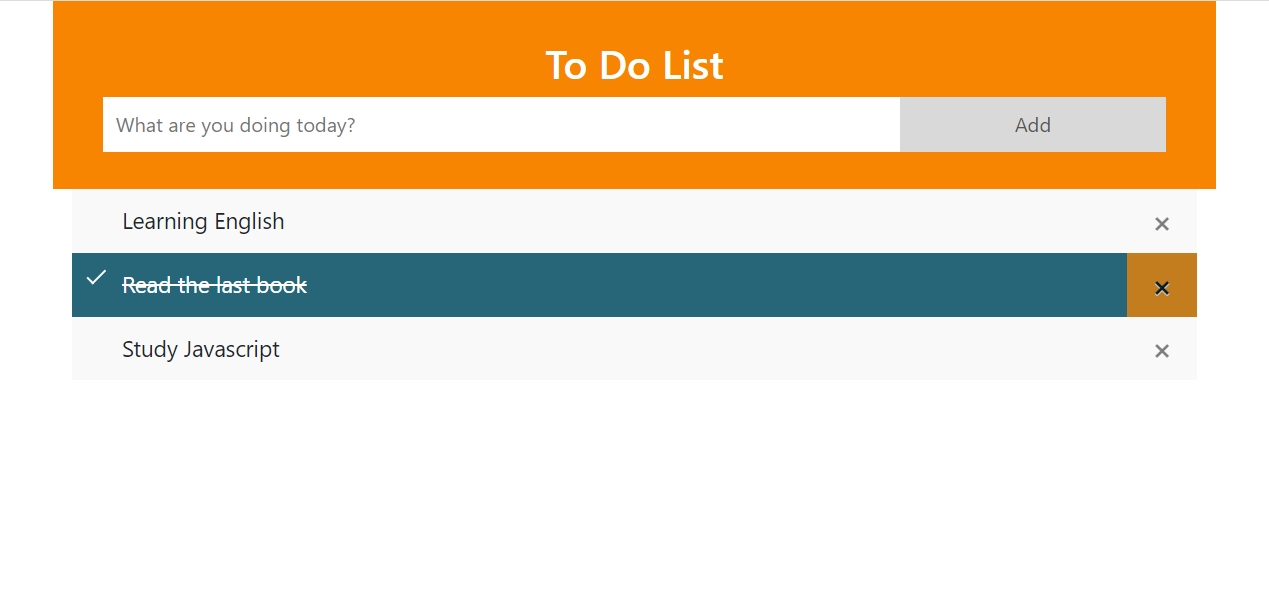 To Do List
What are you doing today? Add
Learning English ×
Read the last book ×
Study Javascript ×